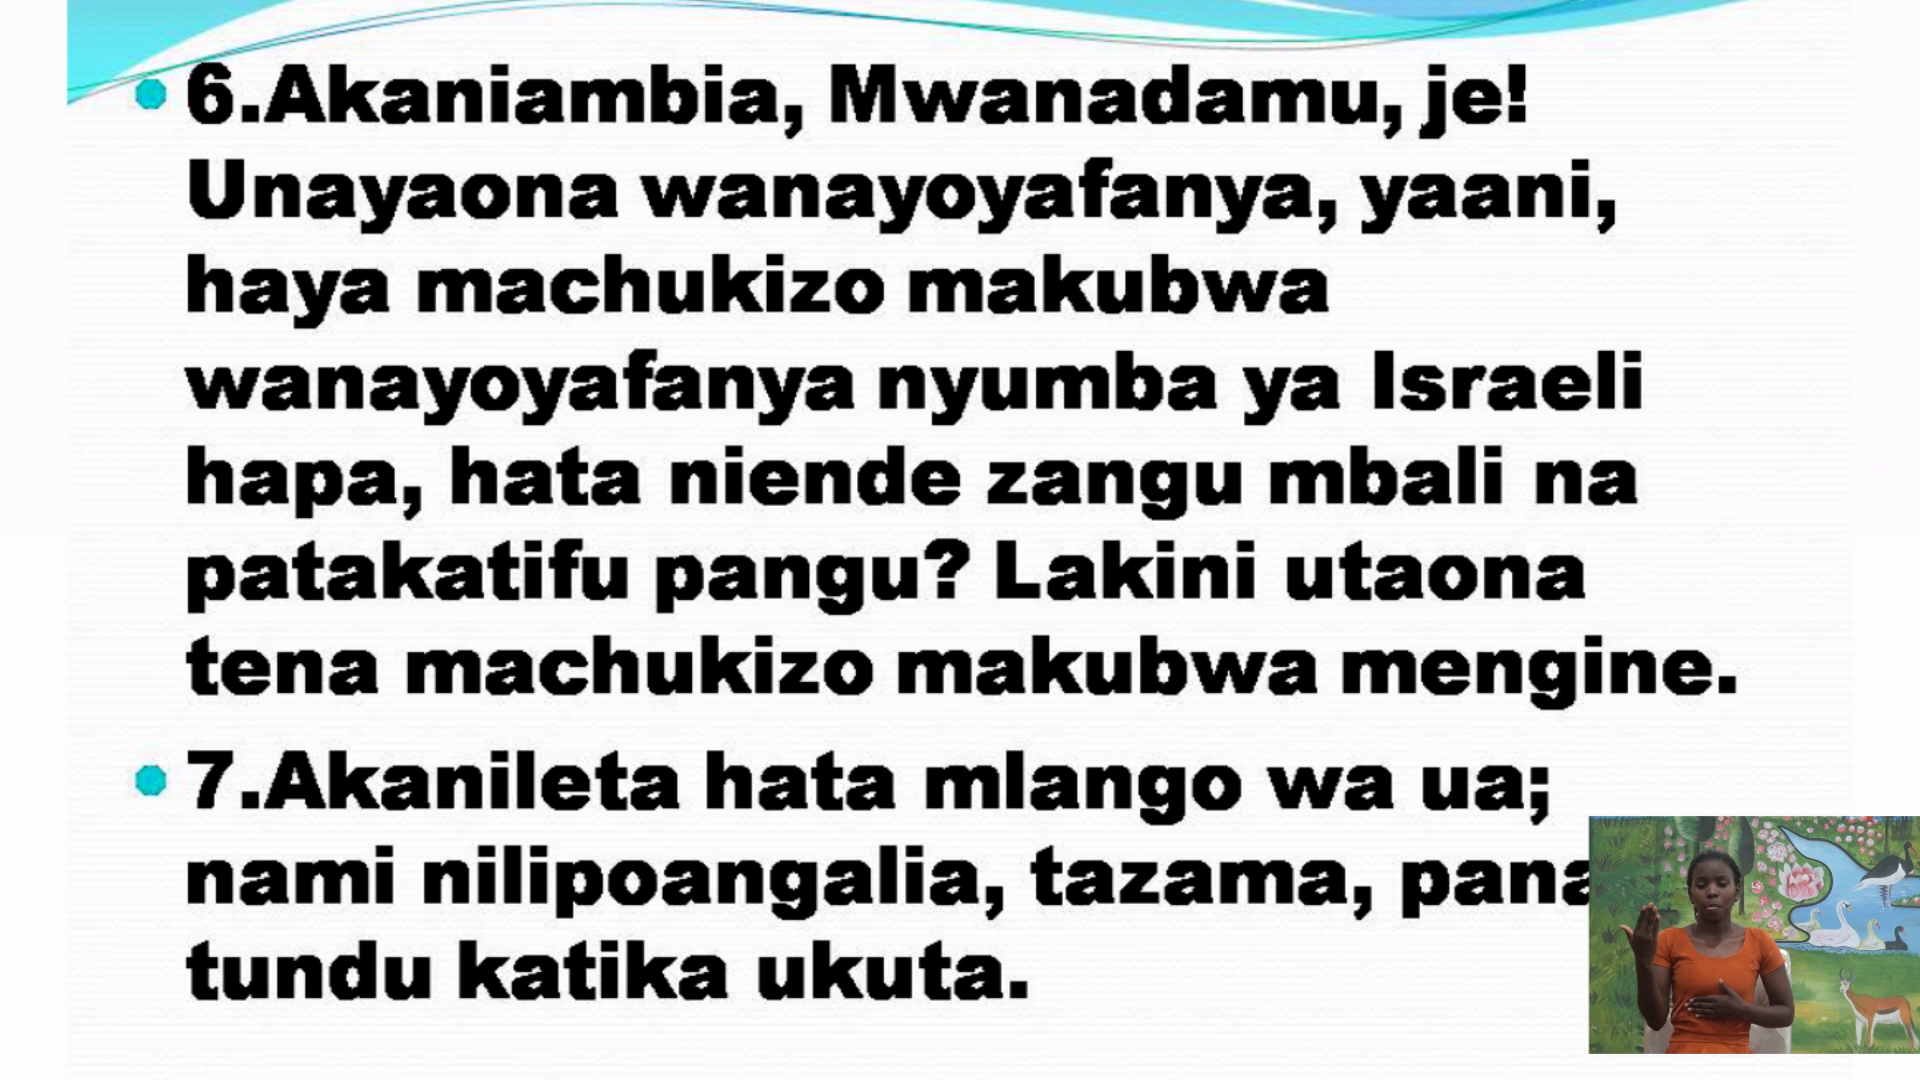 6.Akaniambia, Mwanadamu, je!
Unayaona wanayoyafanya, yaani,
haya machukizo makubwa
wanayoyafanya nyumba ya Israeli
hapa, hata niende zangu mbali na
patakatifu pangu? Lakini utaona
tena machukizo makubwa mengine.
7.Akanileta hata mlango wa ua;
nami nilipoangalia, tazama, pana
tundu katika ukuta.